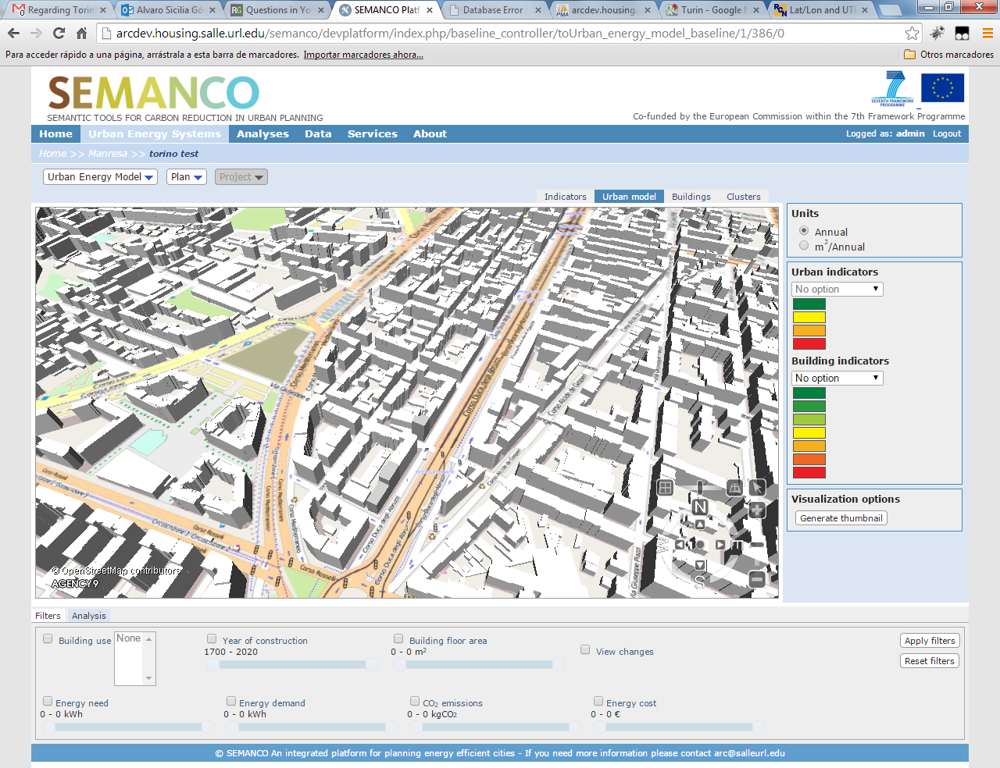 Regarding Torin
Alvaro Sicilia Gó
Questions in Yo
SEMANCO Platf
Database Error
arcdev.housing.
Turin - Google M
Lat/Lon and UT
arcdev.housing.salle.url.edu/semanco/devplatform/index.php/baseline_controller/toUrban_energy_model_baseline/1/386/0
Para acceder rápido a una página, arrástrala a esta barra de marcadores. Importar marcadores ahora...
Otros marcadores
SEMANCO
SEMANTIC TOOLS FOR CARBON REDUCTION IN URBAN PLANNING
SEVENTH FRAMEWORK
PROGRAMME
Co-funded by the European Commission within the 7th Framework Programme
Home Urban Energy Systems Analyses Data Services About
Logged as: admin Logout
Home >> Manresa >> torino test
Urban Energy Model Plan Project
Indicators Urban model Buildings Clusters
Units
Annual
m2/Annual
Urban indicators
No option
Building indicators
No option
Visualization options
Generate thumbnail
Corso Mediterraneo
Corso Duca degli Abruzzi
Corso Alcide de Gasperi
Corso Rosselli
Corso Duca degli Abruzzi
N
S
© OpenStreetMap contributors
AGENCY9
Filters Analysis
Building use
None
Year of construction
1700 - 2020
Building floor area
0 - 0 m2
View changes
Apply filters
Reset filters
Energy need
0 - 0 kWh
Energy demand
0 - 0 kWh
CO2 emissions
0 - 0 kgCO2
Energy cost
0 - 0 €
© SEMANCO An integrated platform for planning energy efficient cities - If you need more information please contact arc@salleurl.edu